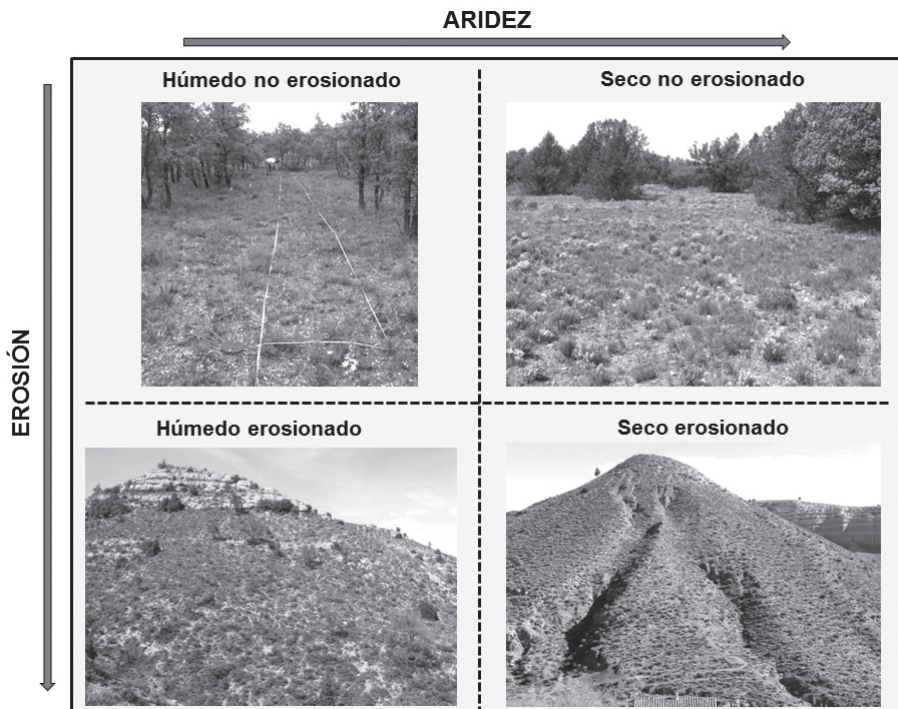 ARIDEZ
Húmedo no erosionado
Seco no erosionado
EROSIÓN
Húmedo erosionado
Seco erosionado